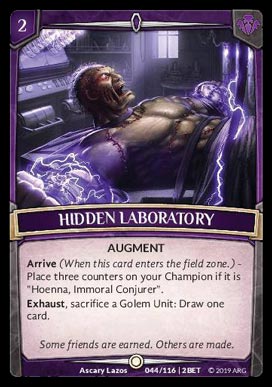 2
HIDDEN LABORATORY
AUGMENT
Arrive (When this card enters the field zone.) -
Place three counters on your Champion if it is
"Hoenna, Immoral Conjurer".
Exhaust, sacrifice a Golem Unit: Draw one
card.
Some friends are earned. Others are made.
Ascary Lazos 044/116 | 2BET © 2019 ARG